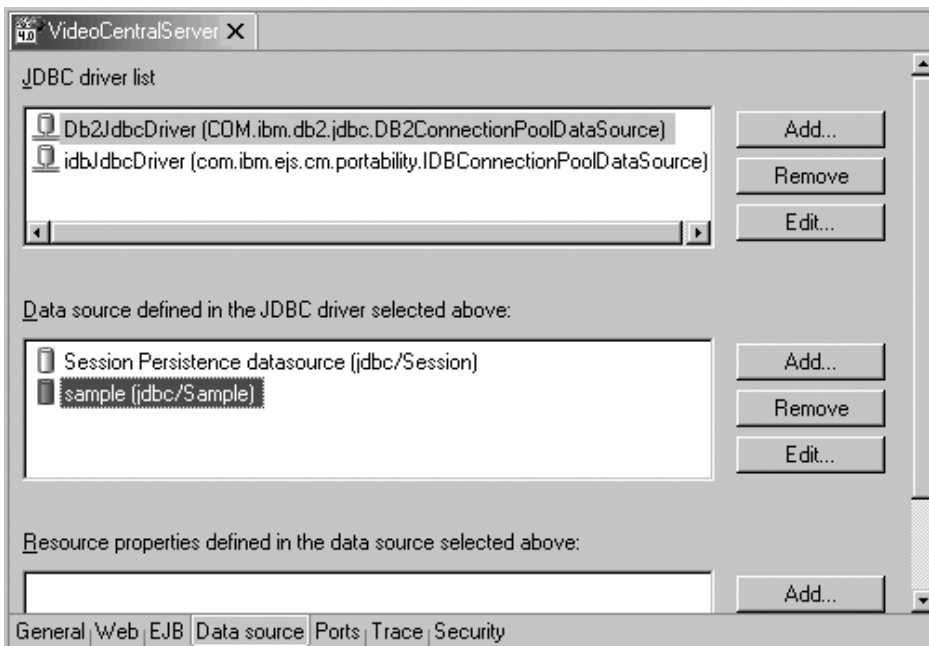 4.0 VideoCentralServer X
JDBC driver list
Db2JdbcDriver (COM.ibm.db2.jdbc.DB2ConnectionPoolDataSource)
Add...
idbJdbcDriver (com.ibm.ejs.cm.portability.IDBConnectionPoolDataSource)
Remove
Edit...
Data source defined in the JDBC driver selected above:
Session Persistence datasource (jdbc/Session)
Add...
sample (jdbc/Sample)
Remove
Edit...
Resource properties defined in the data source selected above:
Add...
General Web EJB Data source Ports Trace Security